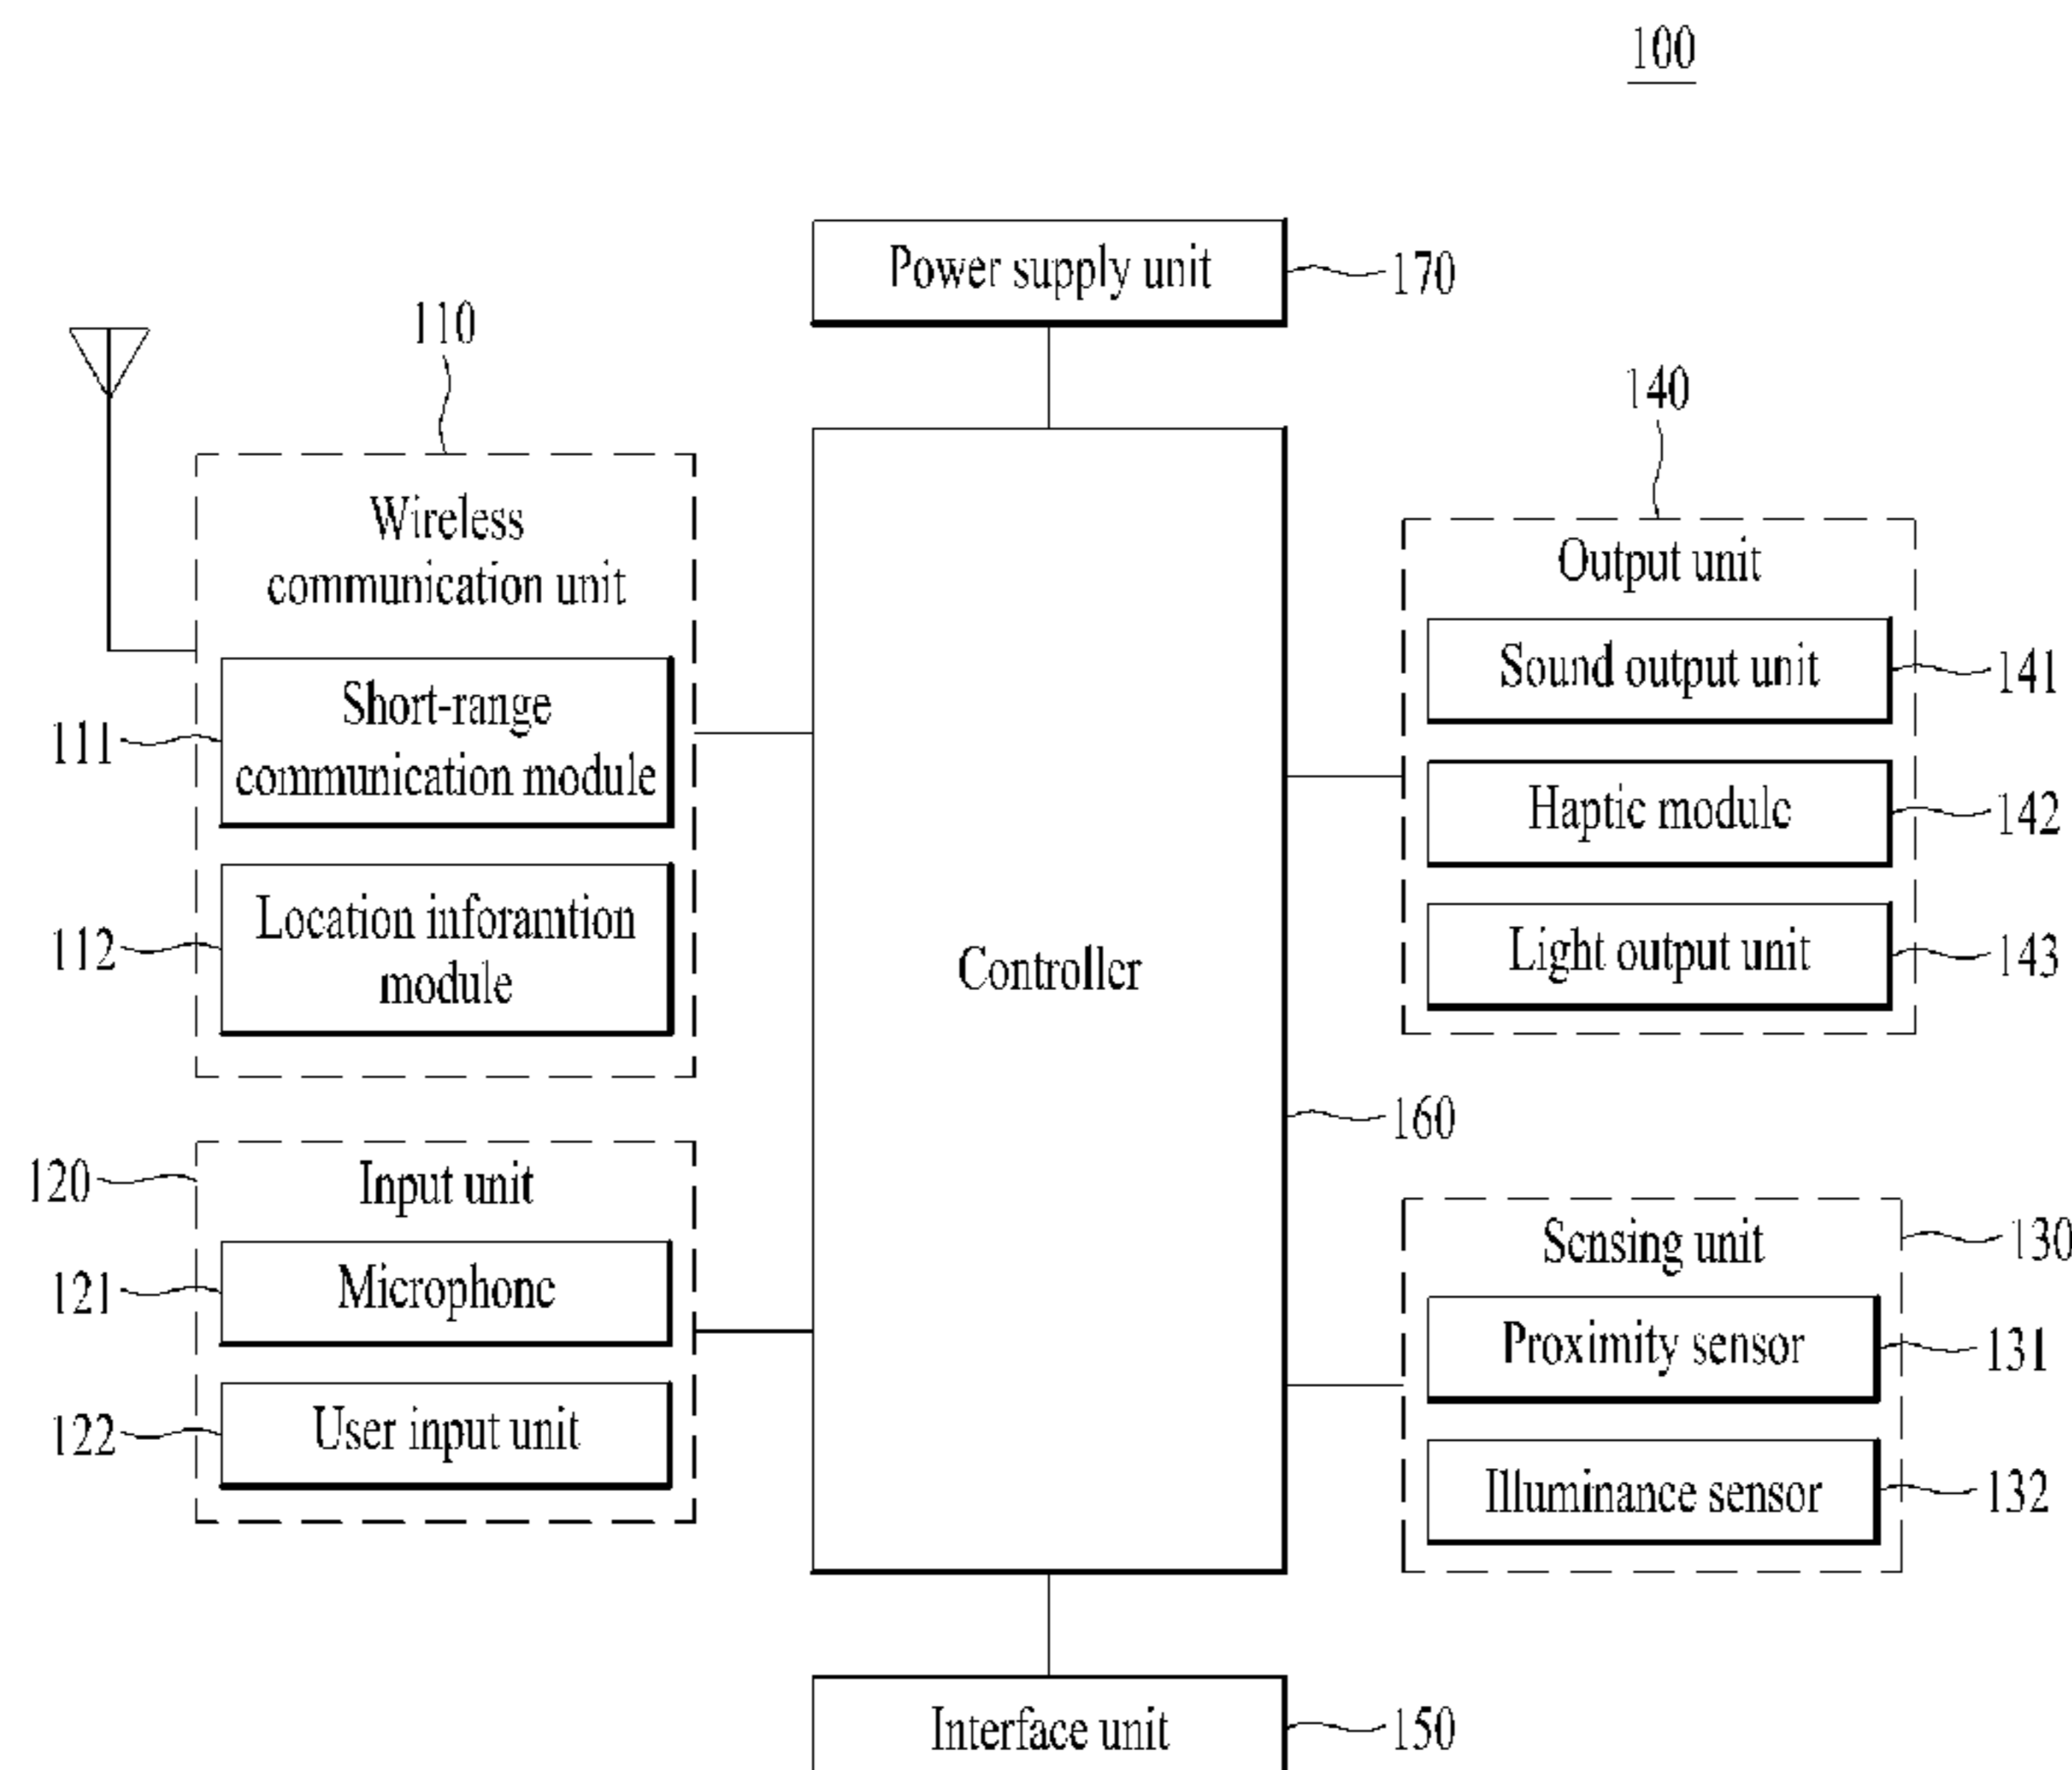 100
Power supply unit
170
110
140
Wireless
communication unit
Output unit
Short-range
communication module
111
Sound output unit
141
Haptic module
142
Location inforamtion
module
112
Light output unit
143
Controller
160
120
Input unit
Sensing unit
130
Microphone
121
Proximity sensor
131
User input unit
122
Illuminance sensor
132
Interface unit
150